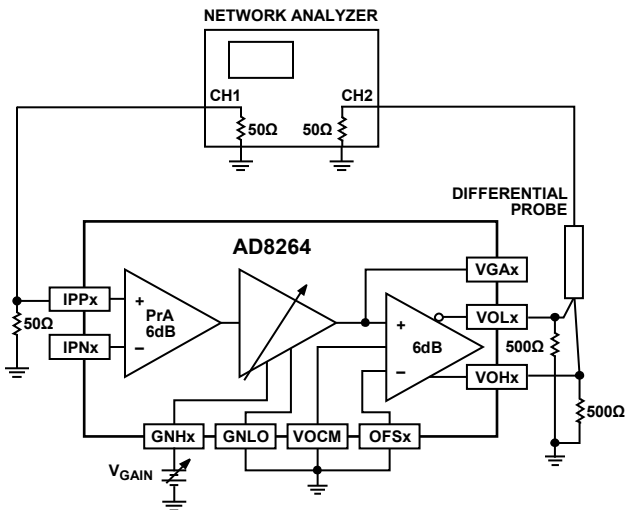 NETWORK ANALYZER
CH1
CH2
50Ω
50Ω
DIFFERENTIAL
PROBE
AD8264
VGAx
IPPx
+
PrA
6dB
–
+
6dB
–
VOLx
50Ω
IPNx
500Ω
VOHx
500Ω
GNHx
GNLO
VOCM
OFSx
VGAIN